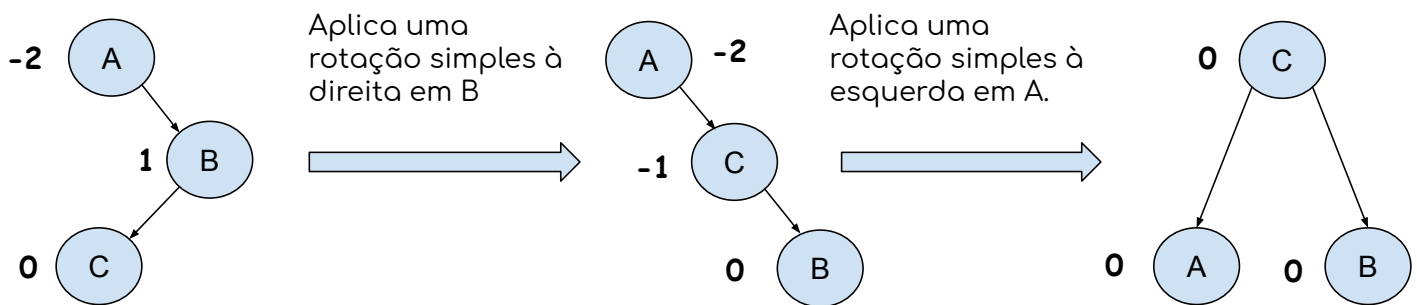 -2
A
1
B
0
C
Aplica uma
rotação simples à
direita em B
A
-2
-1
C
0
B
Aplica uma
rotação simples à
esquerda em A.
0
C
0
A
0
B